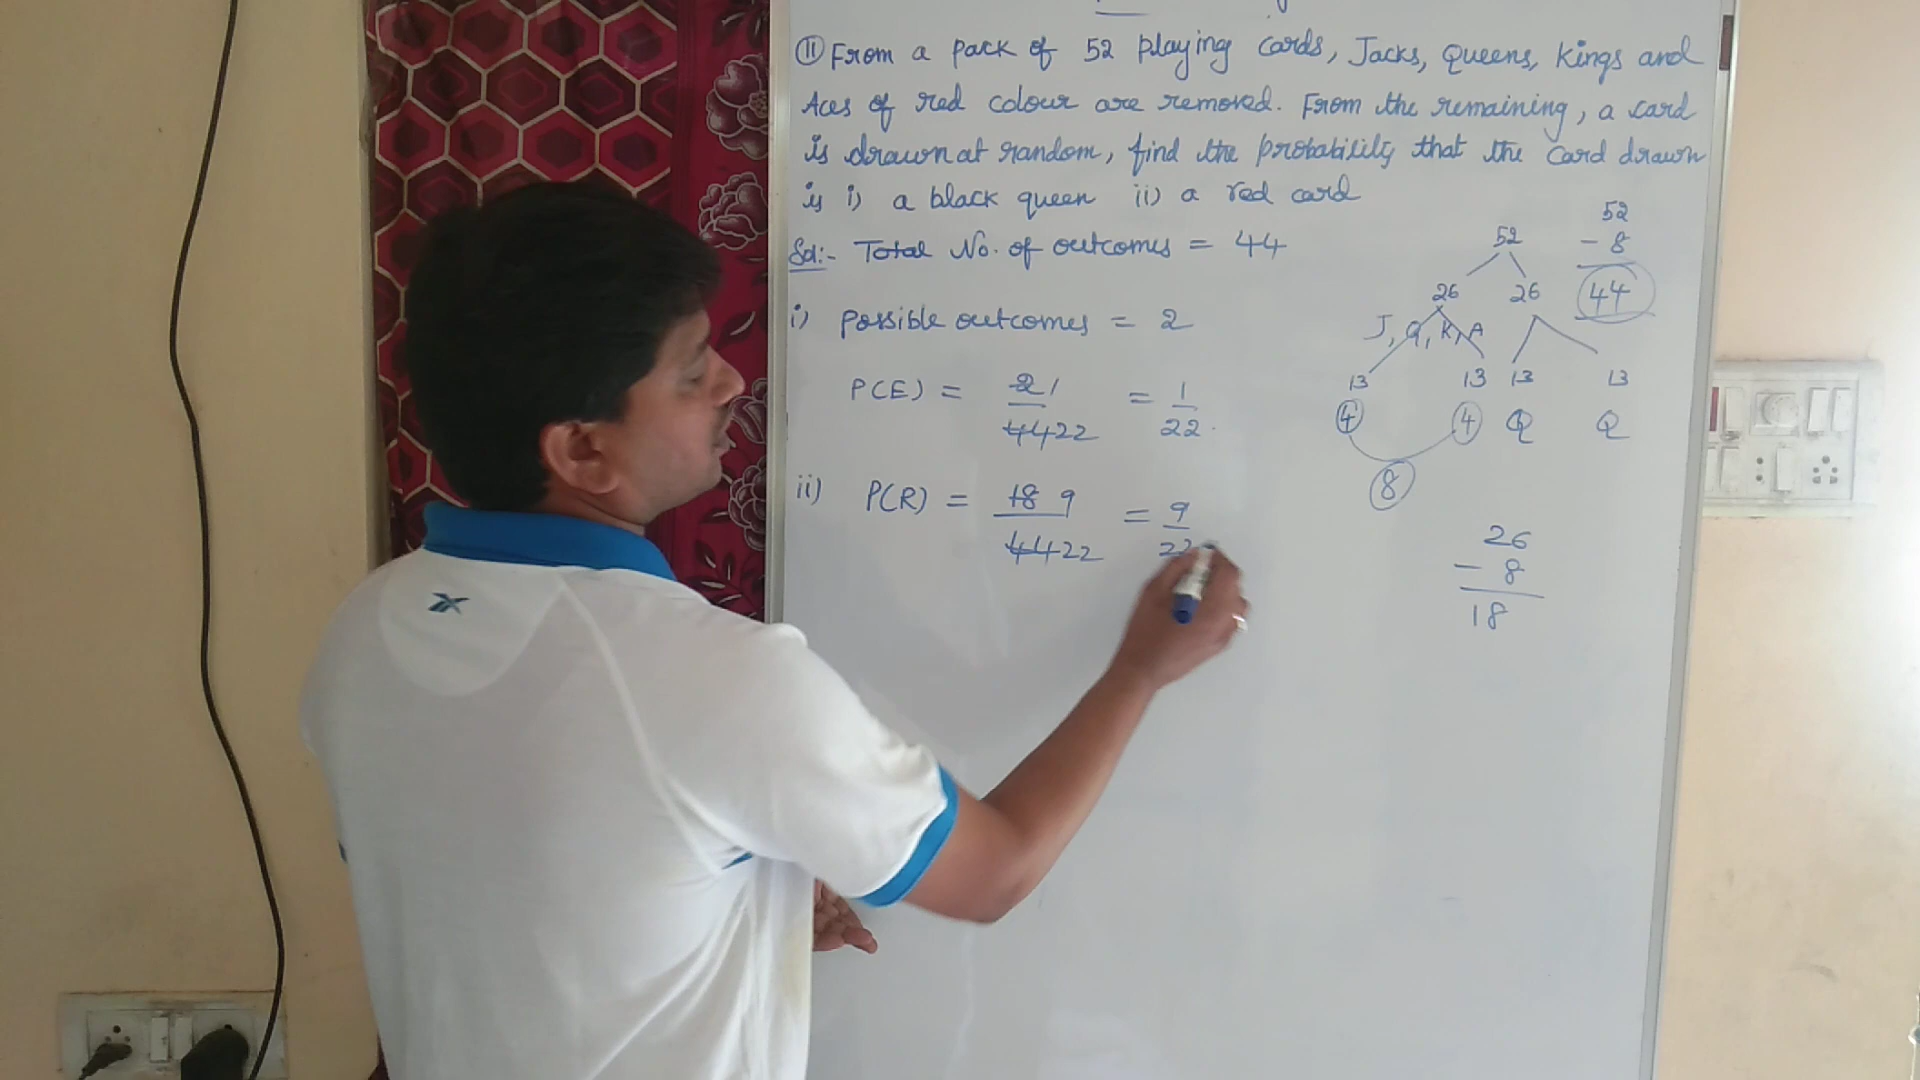 11 From a pack of 52 playing cards, Jacks, Queens, Kings and
Aces of red colour are removed. From the remaining, a card
is drawn at random, find the probability that the card drawn
is i) a black queen ii) a red card
Sol:- Total No. of outcomes = 44
52
26 26
J, Q, K, A
13 13 13 13
4 4 Q Q
8
52
- 8
44
i) possible outcomes = 2
P(E) = 2 1 = 1
44 22 22.
ii) P(R) = 18 9 = 9
44 22 22
26
- 8
18